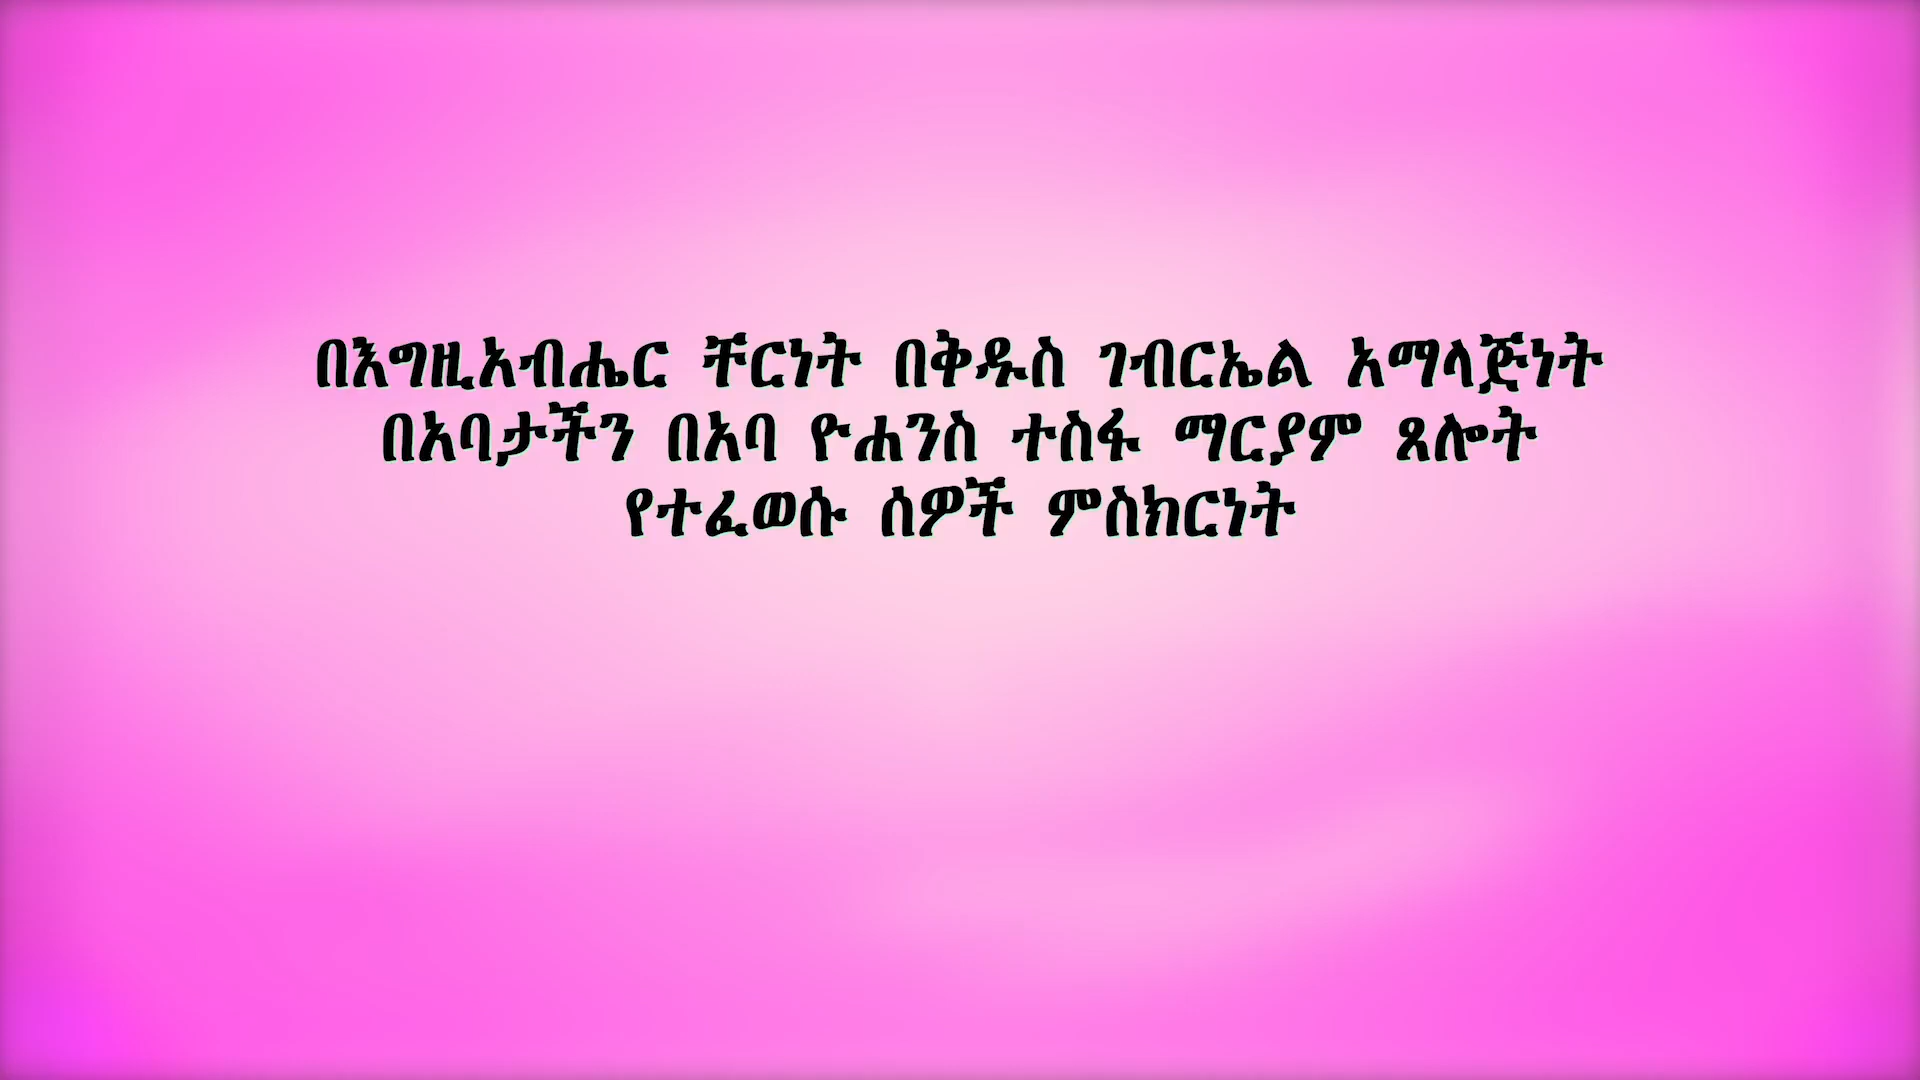 በእግዚአብሔር ቸርነት በቅዱስ ገብርኤል አማላጅነት
በአባታችን በአባ ዮሐንስ ተስፋ ማርያም ጸሎት
የተፈወሱ ሰዎች ምስክርነት